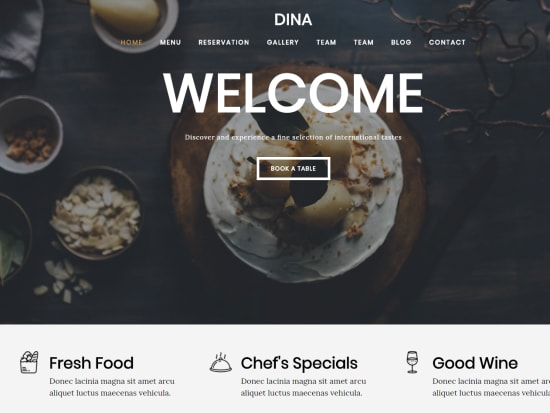 DINA
HOME MENU RESERVATION GALLERY TEAM TEAM BLOG CONTACT
WELCOME
Discover and experience a fine selection of international tastes
BOOK A TABLE
Fresh Food
Donec lacinia magna sit amet arcu
aliquet luctus maecenas vehicula.
Chef's Specials
Donec lacinia magna sit amet arcu
aliquet luctus maecenas vehicula.
Good Wine
Donec lacinia magna sit amet
aliquet luctus maecenas vehicula.